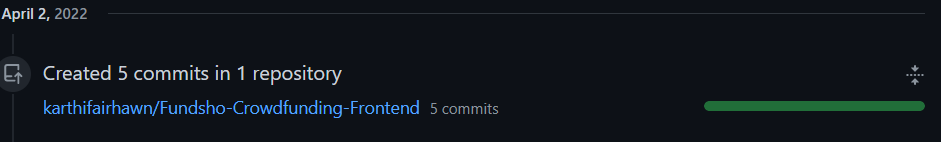 April 2, 2022
Created 5 commits in 1 repository
karthifairhawn/Fundsho-Crowdfunding-Frontend 5 commits